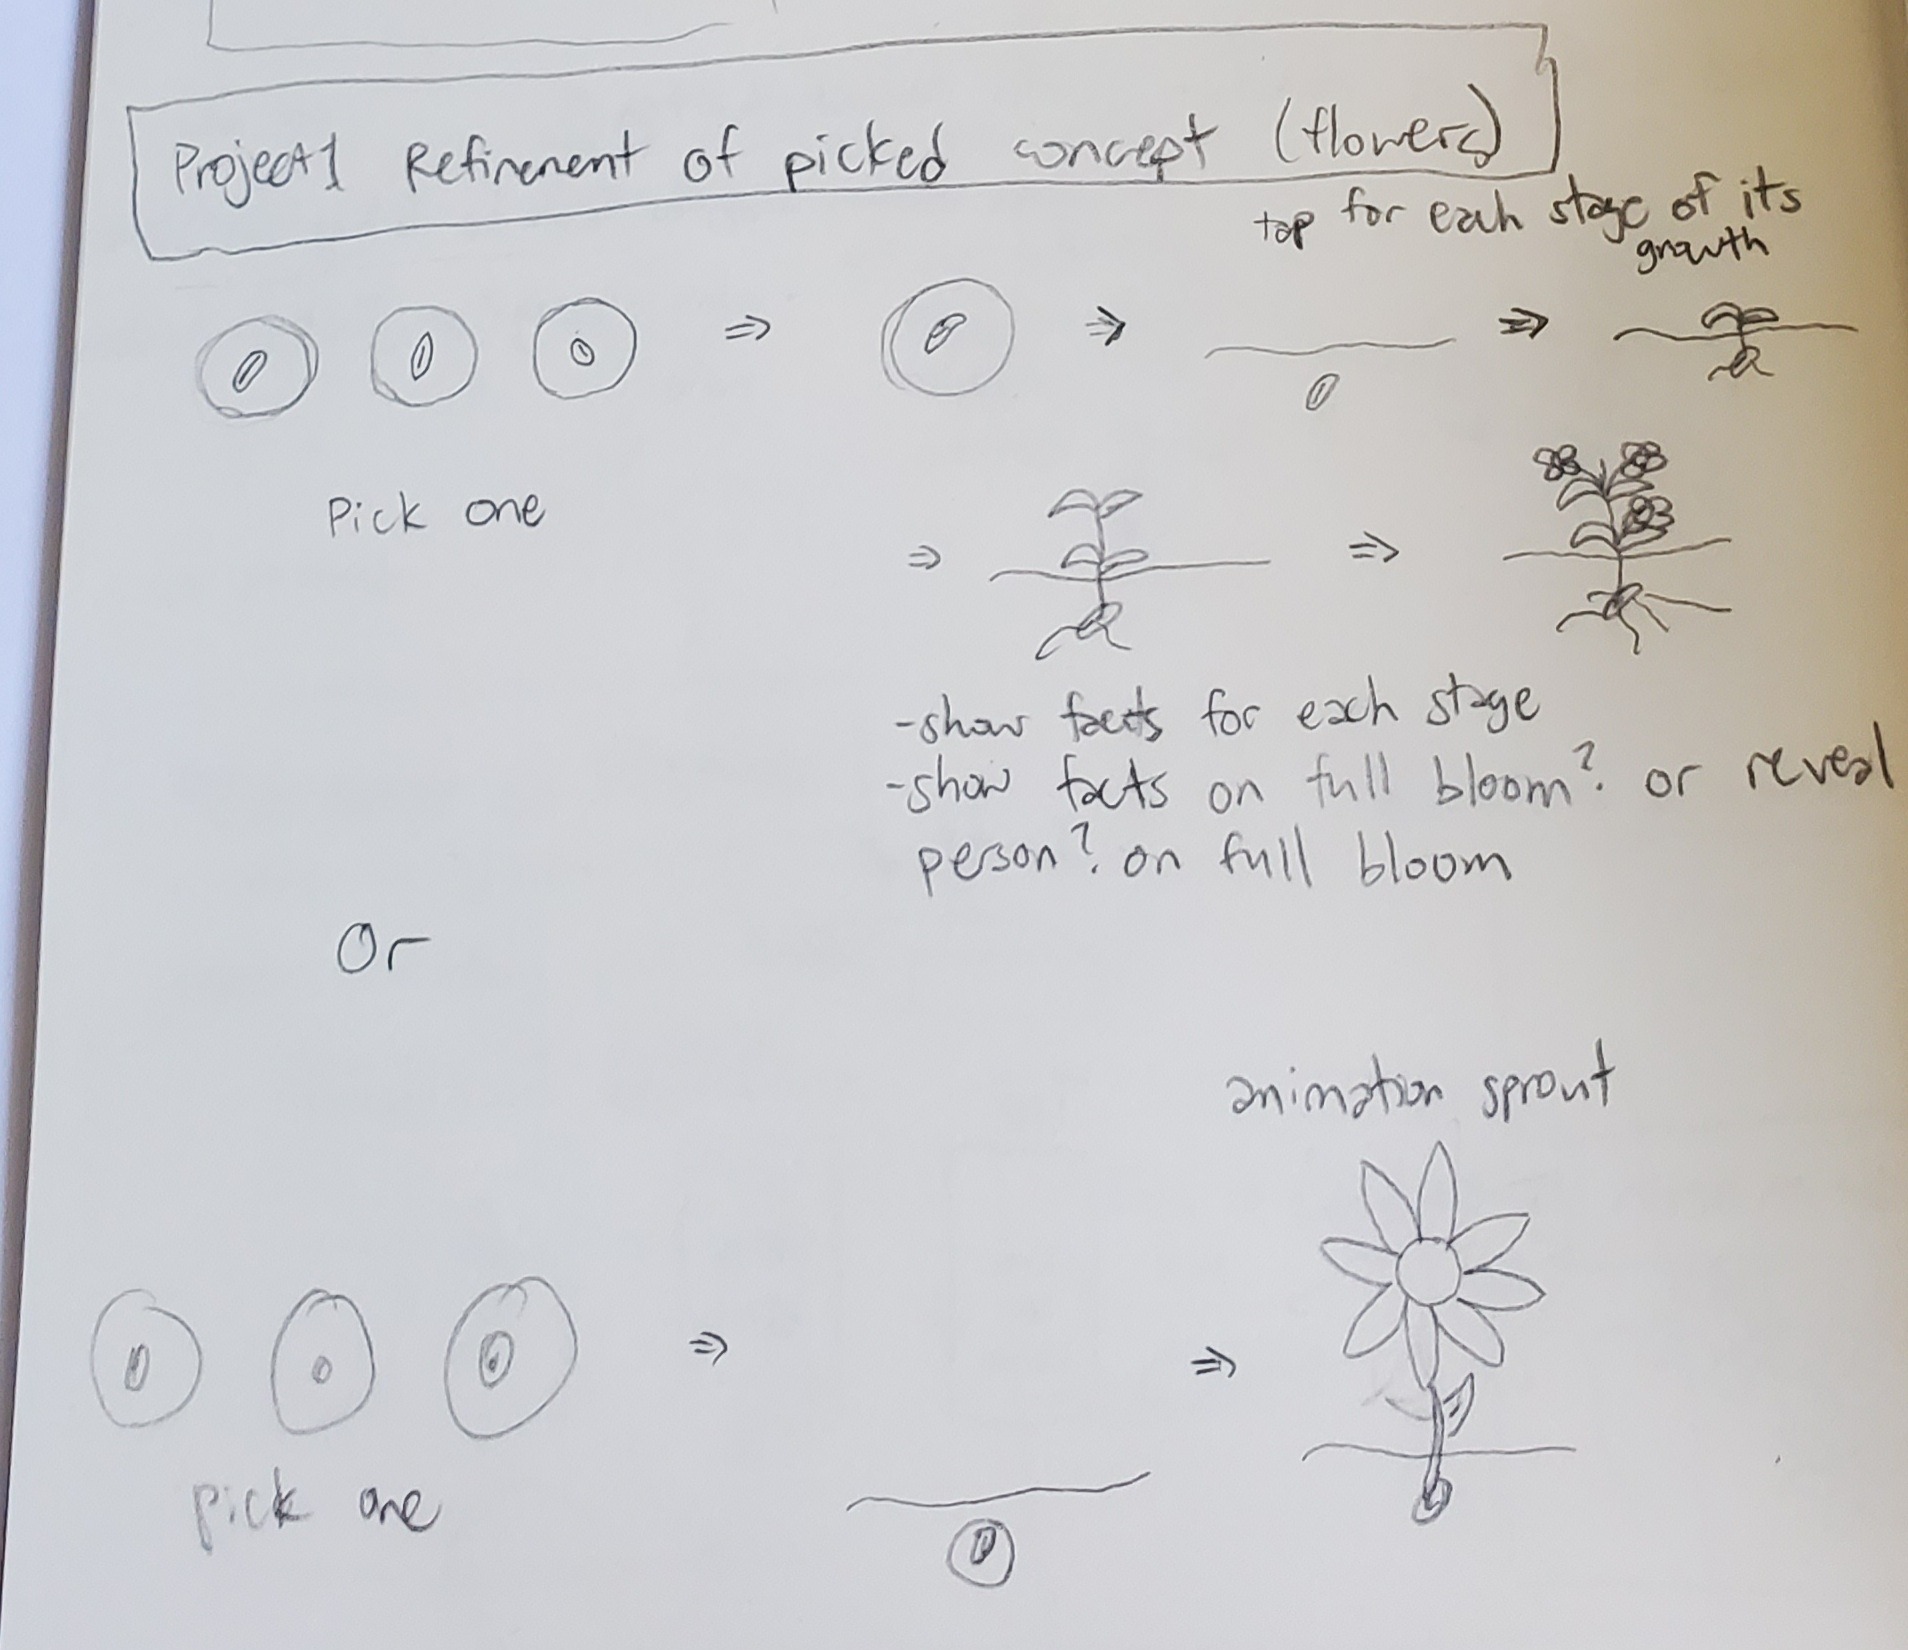 Project 1 Refinement of picked concept (flowers)
tap for each stage of its
growth
Pick one
-show facts for each stage
-show facts on full bloom? or reveal
person? on full bloom
Or
animation sprout
pick one